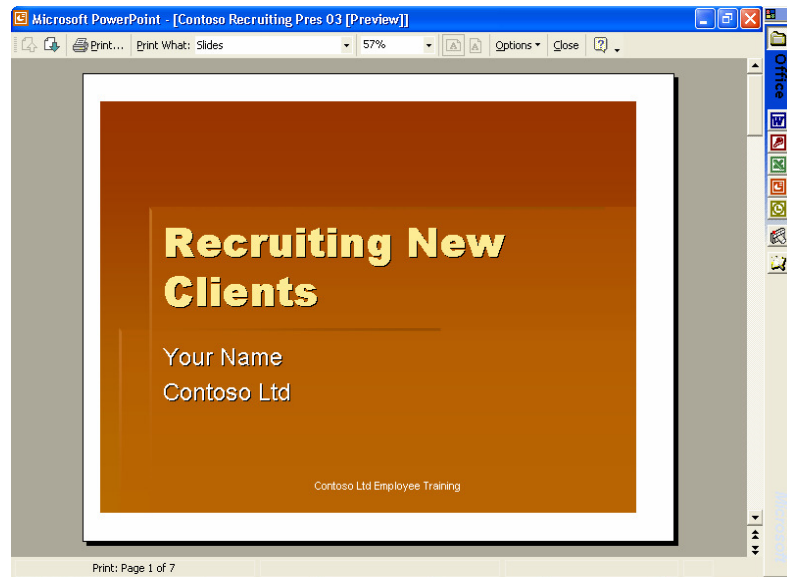 Microsoft PowerPoint - [Contoso Recruiting Pres 03 [Preview]]
Print... Print What: Slides 57% Options Close
Office
Recruiting New
Clients
Your Name
Contoso Ltd
Contoso Ltd Employee Training
Microsoft
Print: Page 1 of 7